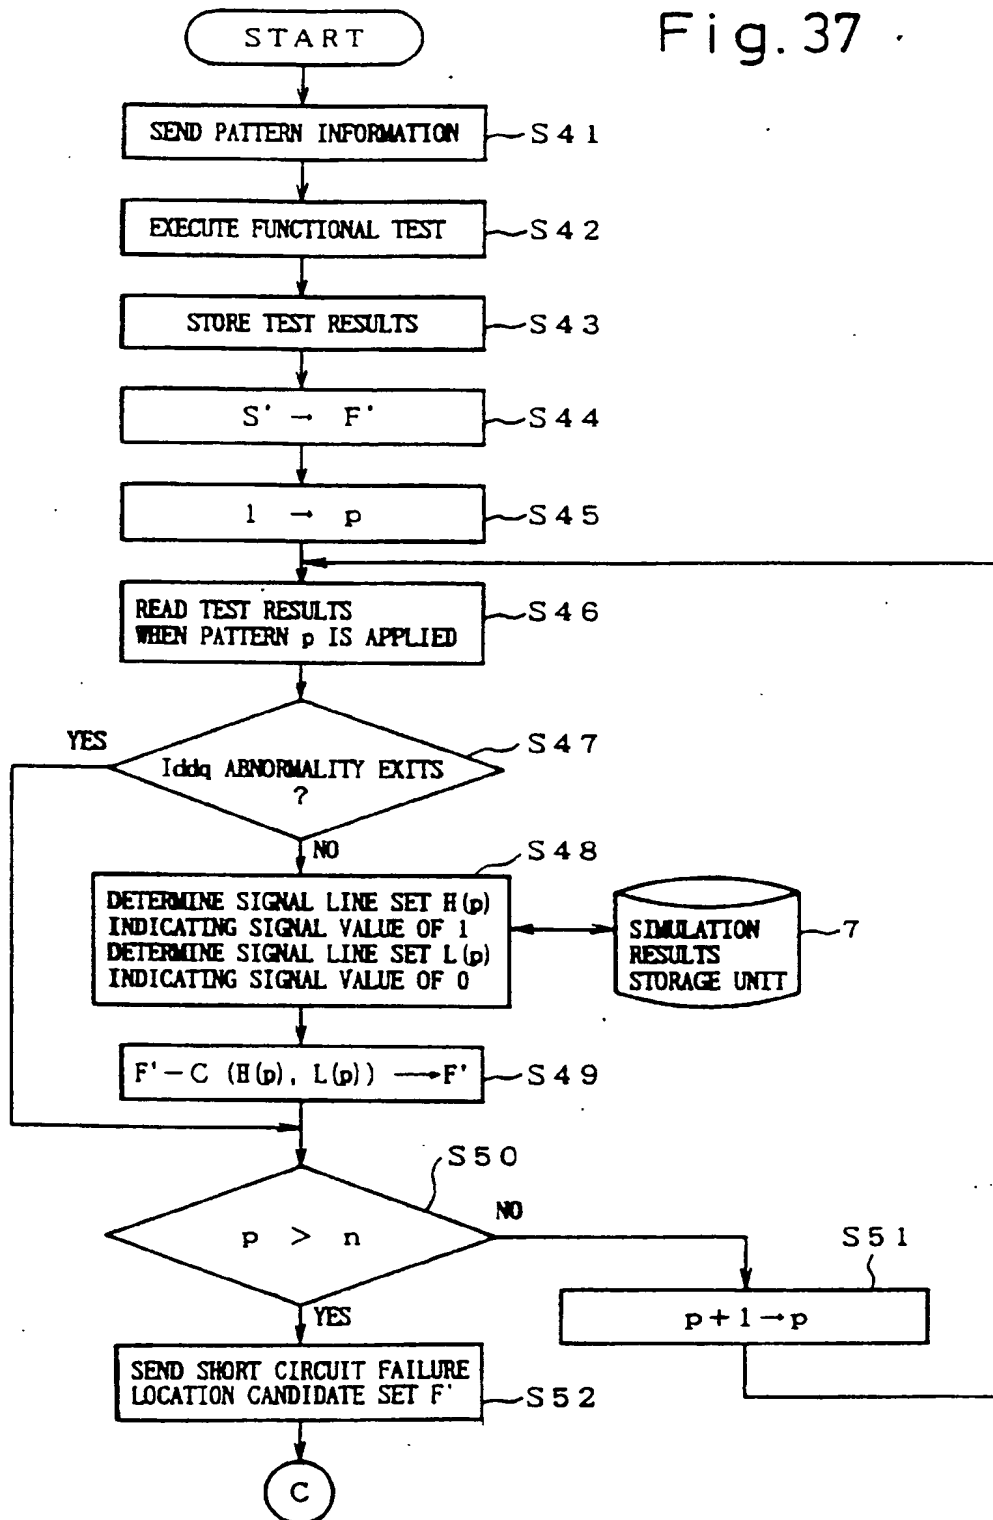 Fig. 37
START
SEND PATTERN INFORMATION
S41
EXECUTE FUNCTIONAL TEST
S42
STORE TEST RESULTS
S43
S' → F'
S44
1 → p
S45
READ TEST RESULTS
WHEN PATTERN p IS APPLIED
S46
YES
Iddq ABNORMALITY EXITS
?
S47
NO
S48
DETERMINE SIGNAL LINE SET H(p)
INDICATING SIGNAL VALUE OF 1
DETERMINE SIGNAL LINE SET L(p)
INDICATING SIGNAL VALUE OF 0
SIMULATION
RESULTS
STORAGE UNIT
7
F'-C (H(p), L(p)) → F'
S49
S50
p > n
NO
YES
S51
p+1→p
SEND SHORT CIRCUIT FAILURE
LOCATION CANDIDATE SET F'
S52
C